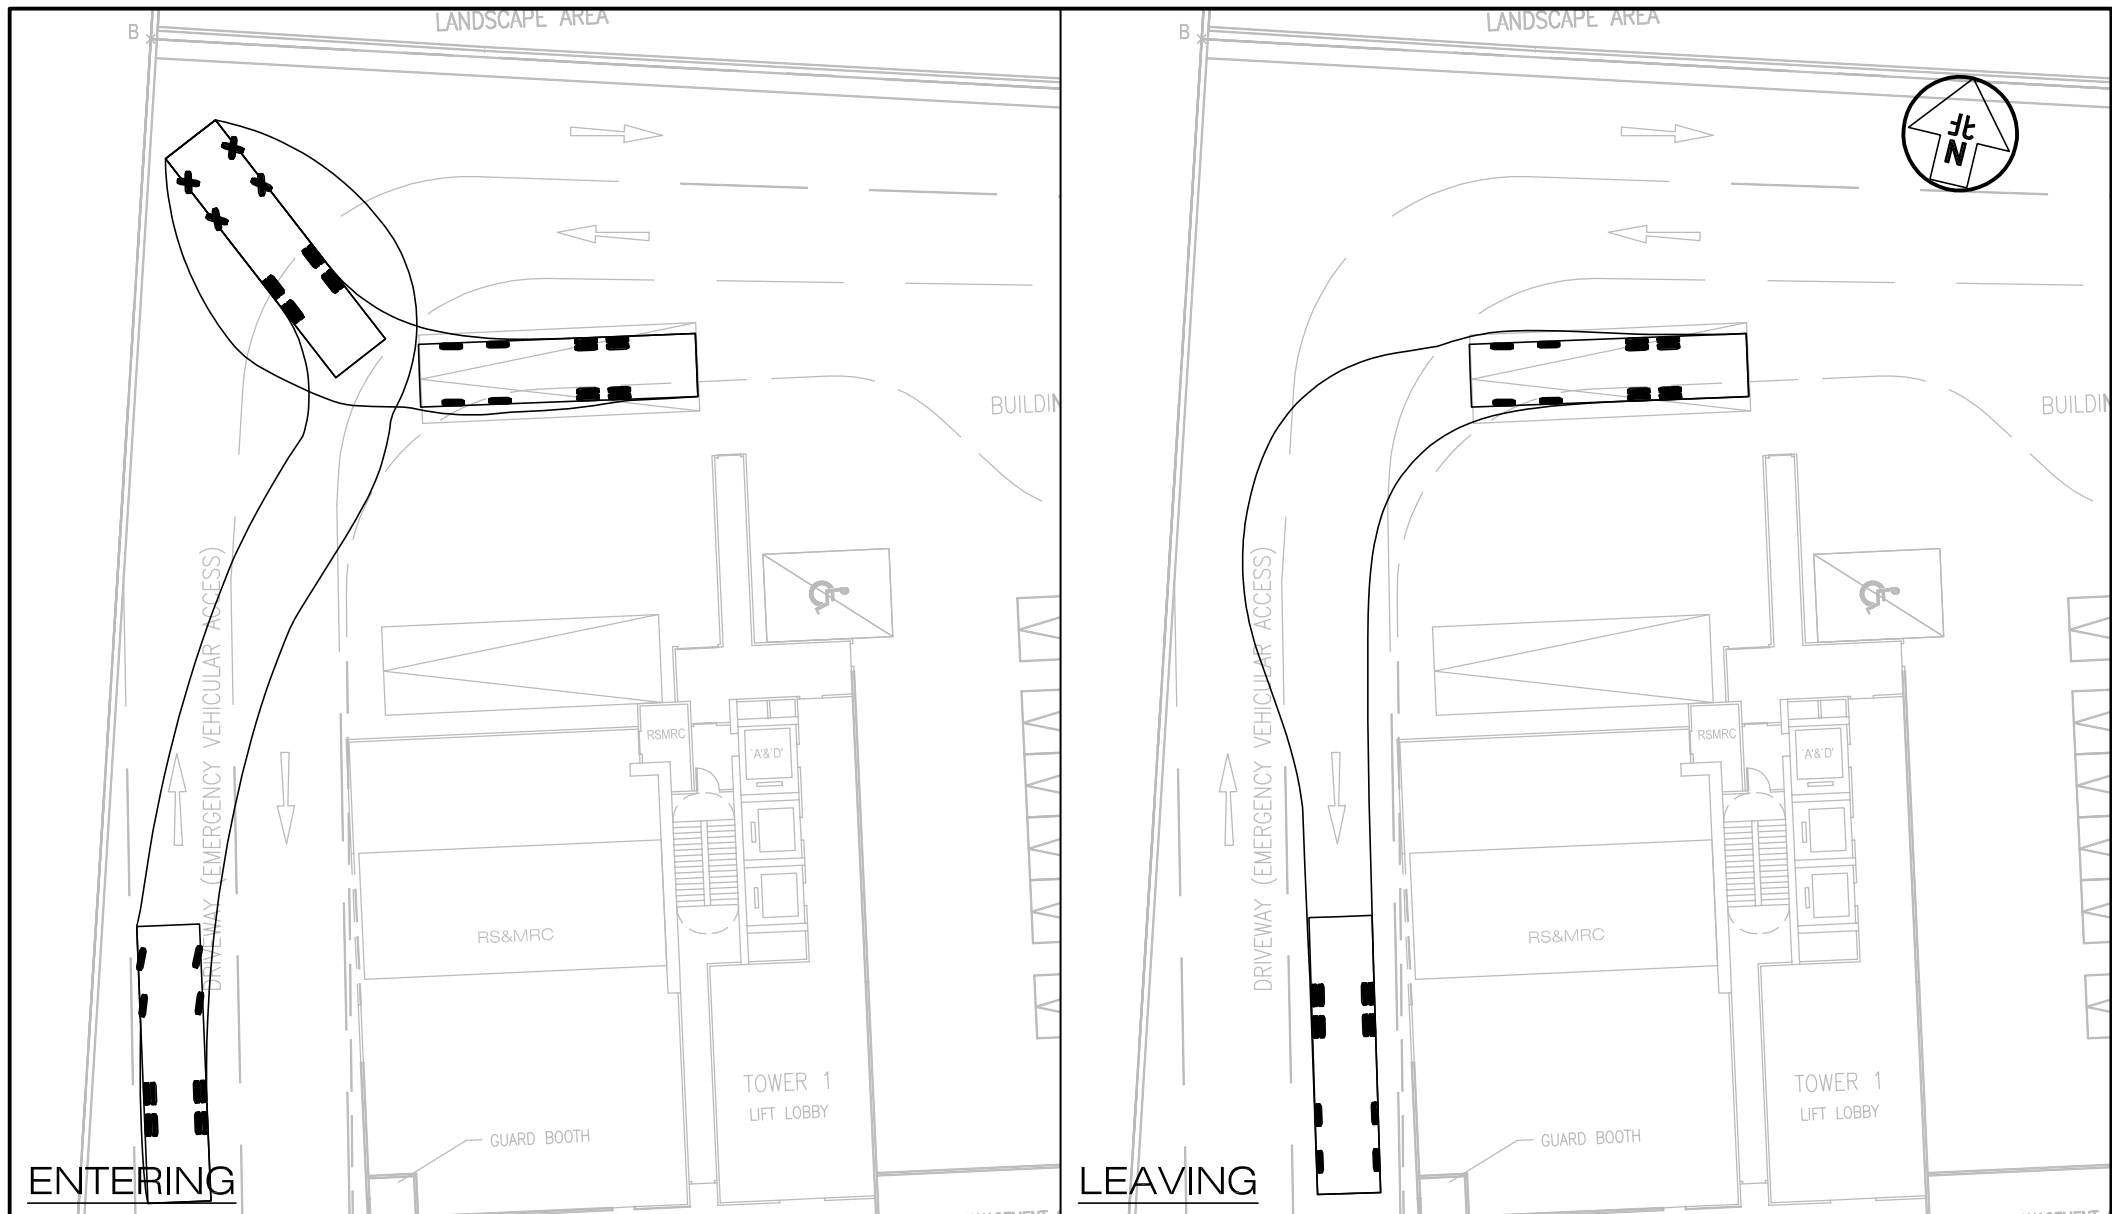 LANDSCAPE AREA
B
BUILDIN
DRIVEWAY (EMERGENCY VEHICULAR ACCESS)
RSMRC
'A'&'D'
RS&MRC
TOWER 1
LIFT LOBBY
GUARD BOOTH
ENTERING
LANDSCAPE AREA
B
北
N
BUILDIN
DRIVEWAY (EMERGENCY VEHICULAR ACCESS)
RSMRC
'A'&'D'
RS&MRC
TOWER 1
LIFT LOBBY
GUARD BOOTH
LEAVING